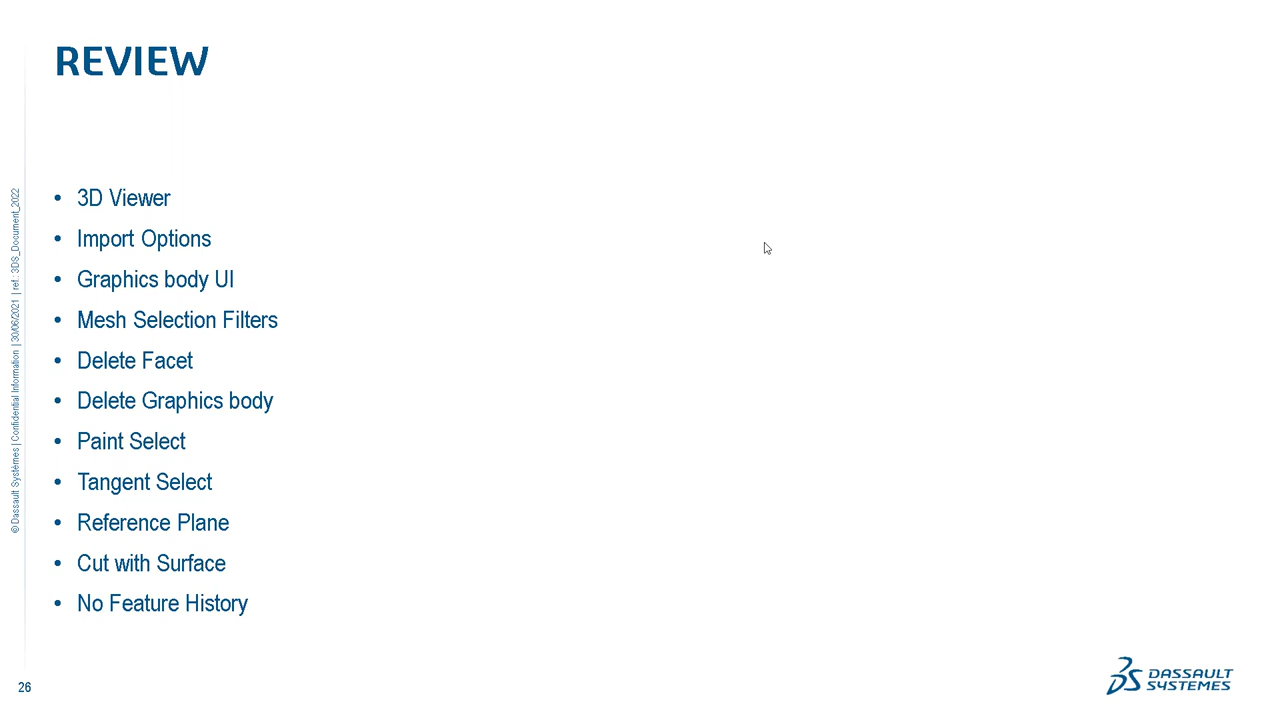 REVIEW
• 3D Viewer
• Import Options
• Graphics body UI
• Mesh Selection Filters
• Delete Facet
• Delete Graphics body
• Paint Select
• Tangent Select
• Reference Plane
• Cut with Surface
• No Feature History
© Dassault Systèmes | Confidential Information | 30/06/2021 | ref.: 3DS_Document_2022
26
3DS DASSAULT
SYSTEMES